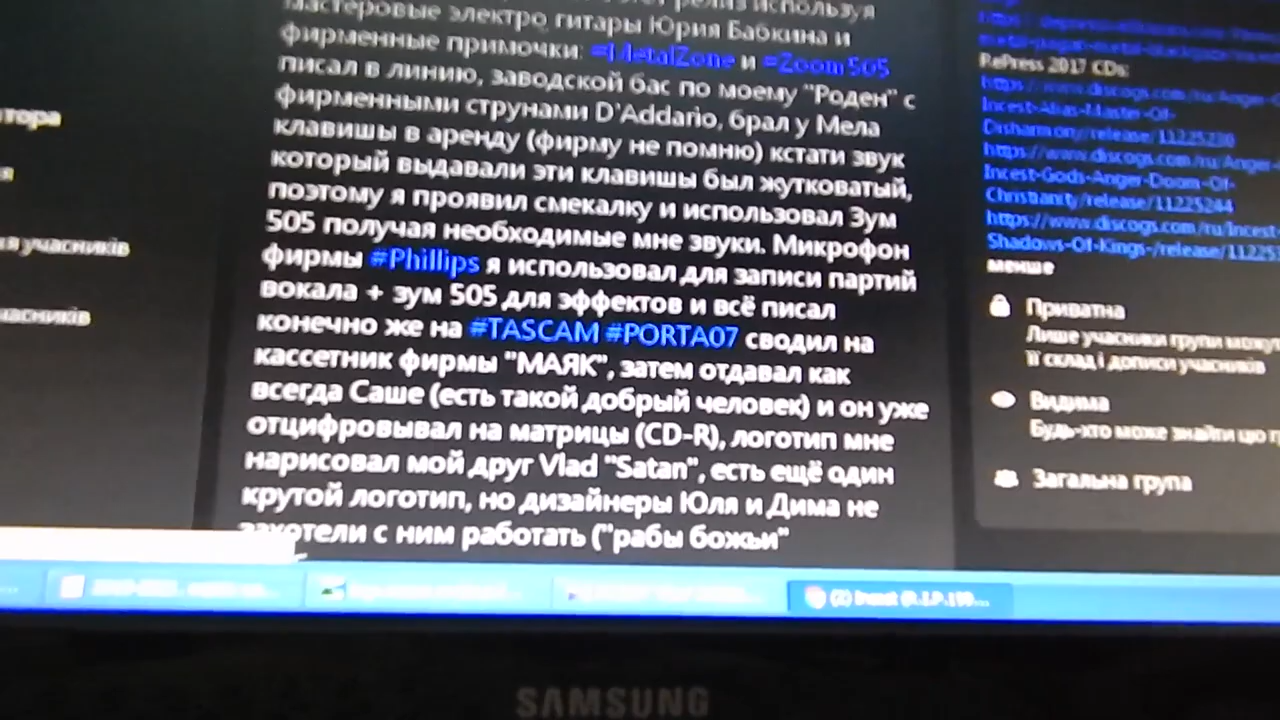 релиз используя
мастеровые электро гитары Юрия Бабкина и
фирменные примочки: #MetalZone и #Zoom505
писал в линию, заводской бас по моему "Роден" с
фирменными струнами D'Addario, брал у Мела
клавишы в аренду (фирму не помню) кстати звук
который выдавали эти клавишы был жутковатый,
поэтому я проявил смекалку и использовал Зум
505 получая необходимые мне звуки. Микрофон
фирмы #Phillips я использовал для записи партий
вокала + зум 505 для эффектов и всё писал
конечно же на #TASCAM #PORTA07 сводил на
кассетник фирмы "МАЯК", затем отдавал как
всегда Саше (есть такой добрый человек) и он уже
отцифровывал на матрицы (CD-R), логотип мне
нарисовал мой друг Vlad "Satan", есть ещё один
крутой логотип, но дизайнеры Юля и Дима не
захотели с ним работать ("рабы божьи"
тора
я
учасників
RePress 2017 CDs:
https://www.discogs.com/ru/Anger-O
Incest-Alias-Master-Of-
Disharmony/release/11225230
https://www.discogs.com/ru/Anger-
Incest-Gods-Anger-Doom-Of-
Christianity/release/11225244
https://www.discogs.com/ru/Incest-
Shadows-Of-Kings-/release/11225
менше
Приватна
Лише учасники групи можуть
її склад і дописи учасників
Видима
Будь-хто може знайти цю г
Загальна група
(2) Incest (R.I.P.199...
SAMSUNG